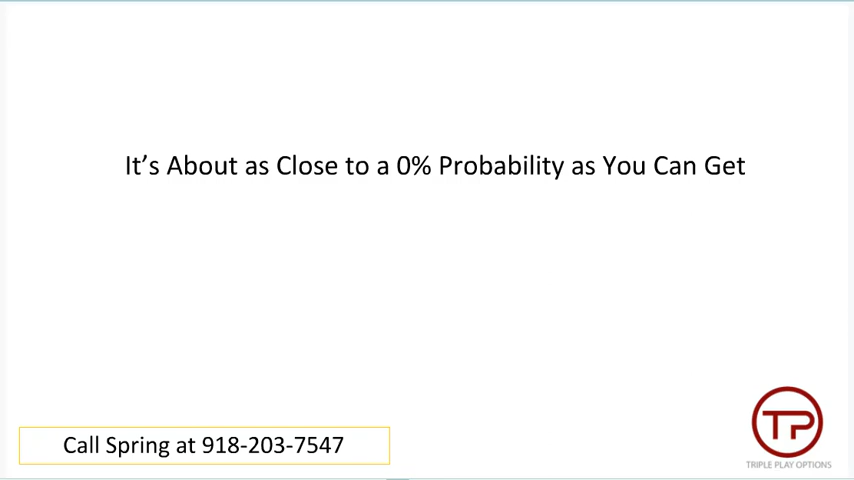 It’s About as Close to a 0% Probability as You Can Get
Call Spring at 918-203-7547
TP
TRIPLE PLAY OPTIONS